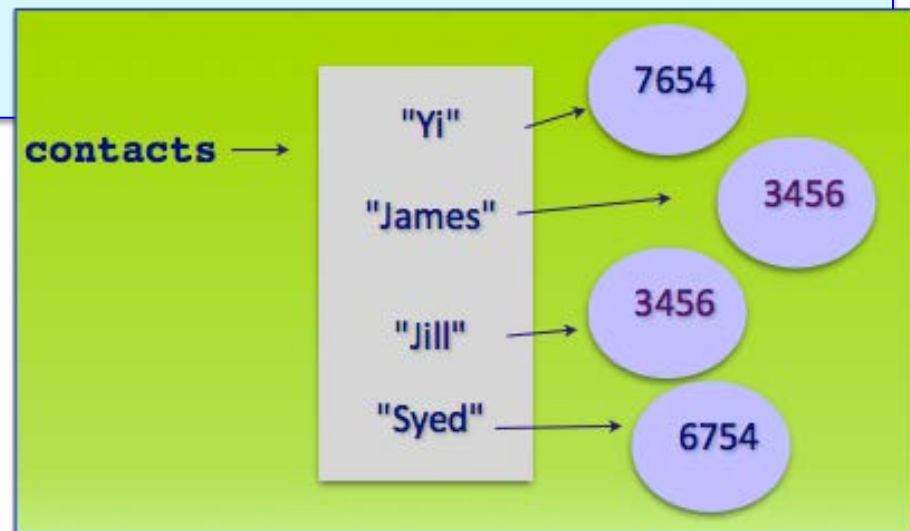 "Yi"
7654
contacts
"James"
3456
"Jill"
3456
"Syed"
6754